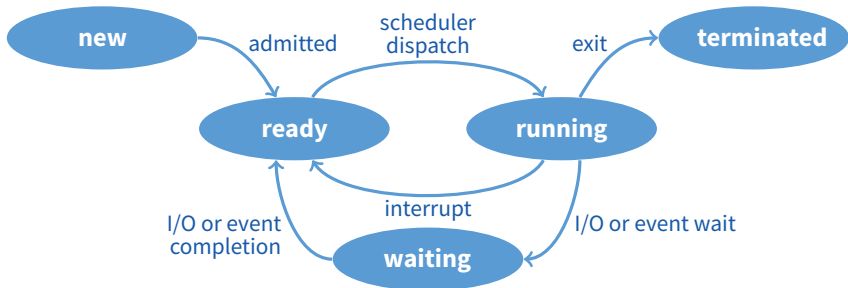 new
admitted
scheduler
dispatch
exit
terminated
ready
running
interrupt
I/O or event
completion
I/O or event wait
waiting